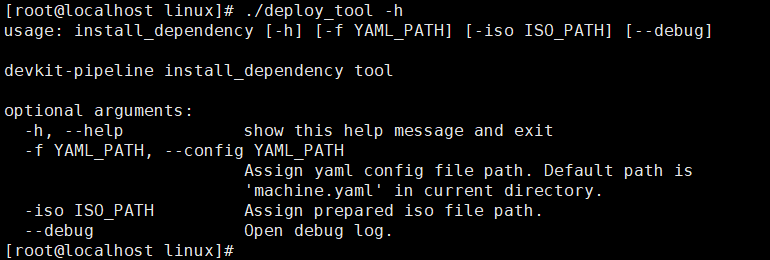 [root@localhost linux]# ./deploy_tool -h
usage: install_dependency [-h] [-f YAML_PATH] [-iso ISO_PATH] [--debug]
devkit-pipeline install_dependency tool
optional arguments:
-h, --help show this help message and exit
-f YAML_PATH, --config YAML_PATH
Assign yaml config file path. Default path is
'machine.yaml' in current directory.
-iso ISO_PATH Assign prepared iso file path.
--debug Open debug log.
[root@localhost linux]#